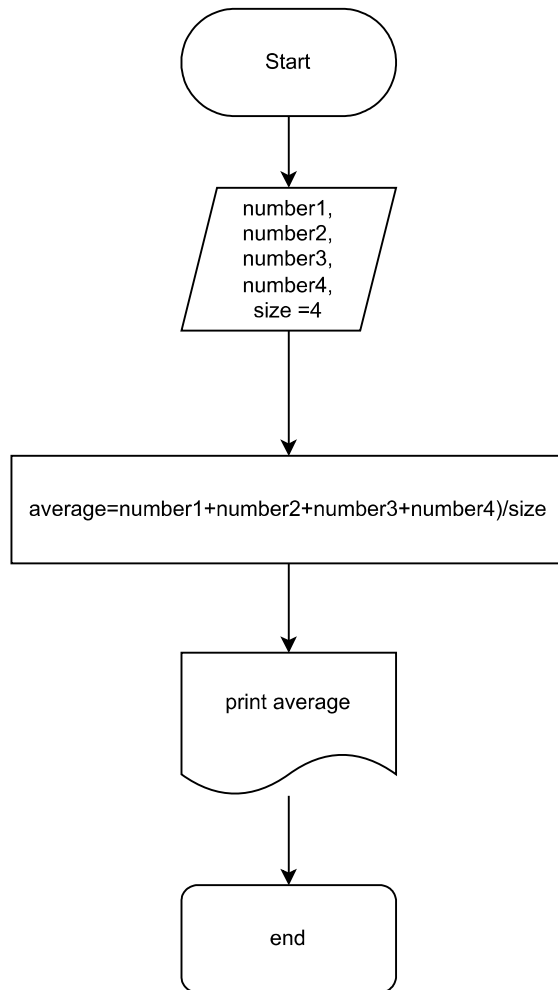 Start
number1,
number2,
number3,
number4,
size =4
average=number1+number2+number3+number4)/size
print average
end